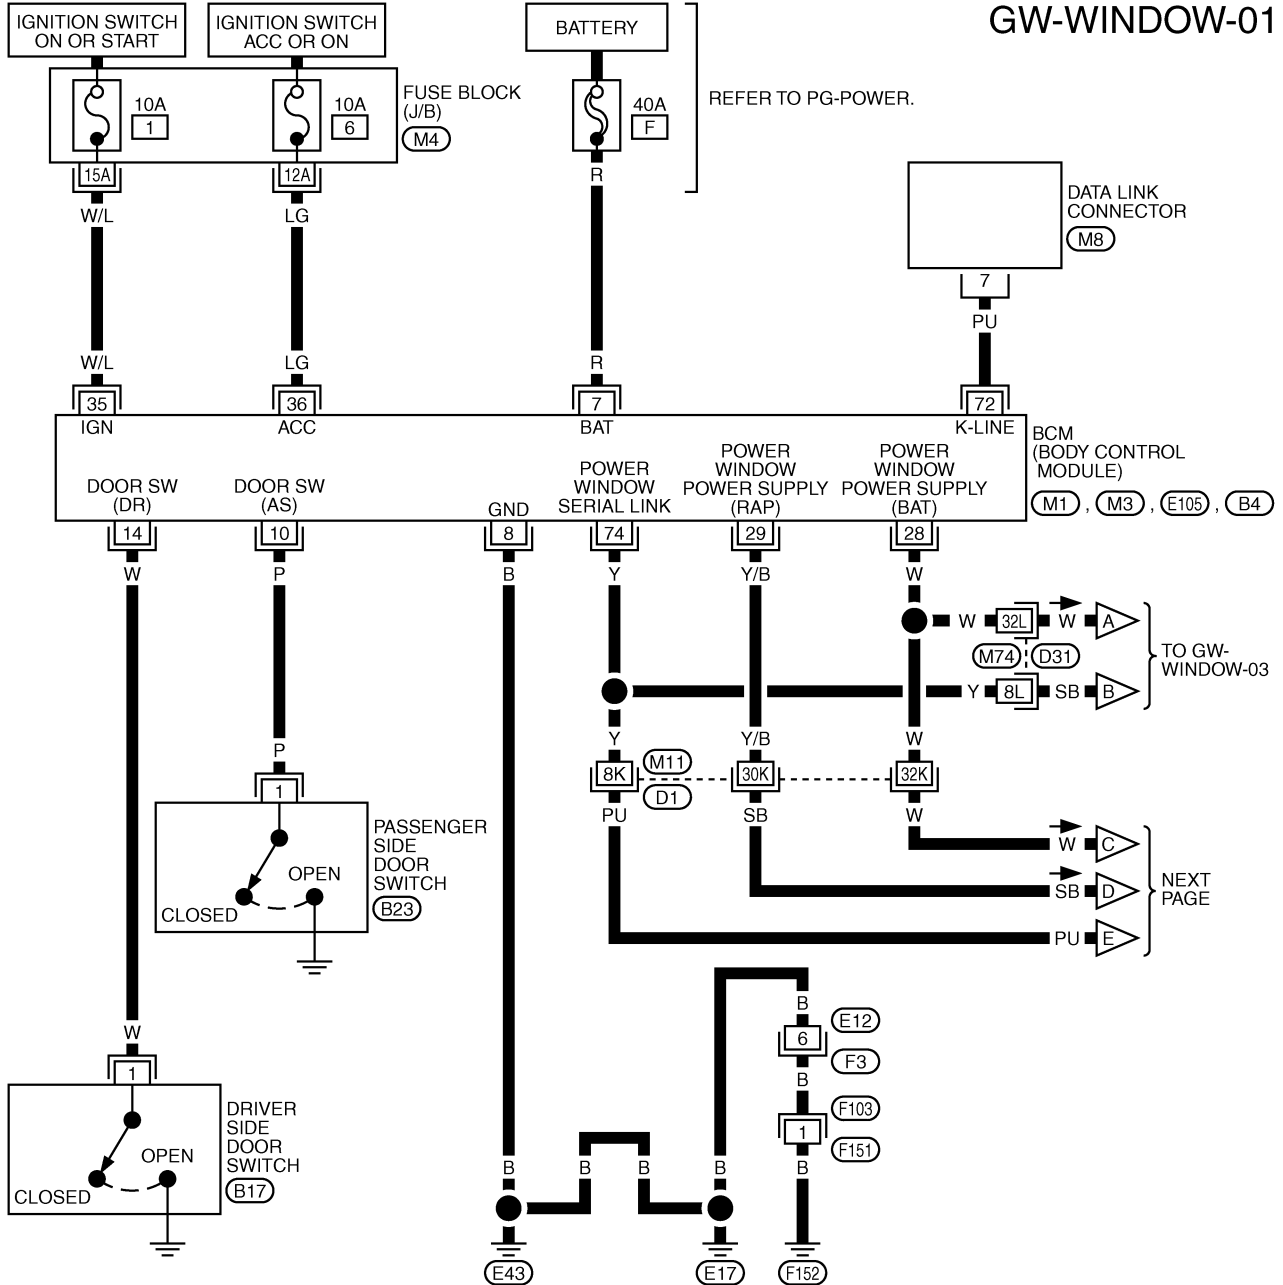 GW-WINDOW-01
IGNITION SWITCH
ON OR START
IGNITION SWITCH
ACC OR ON
BATTERY
10A
1
10A
6
FUSE BLOCK
(J/B)
M4
40A
F
REFER TO PG-POWER.
15A
12A
R
W/L
LG
DATA LINK
CONNECTOR
M8
7
PU
W/L
LG
R
35
36
7
72
IGN
ACC
BAT
K-LINE
BCM
(BODY CONTROL
MODULE)
M1 , M3 , E105 , B4
DOOR SW
(DR)
DOOR SW
(AS)
GND
POWER
WINDOW
SERIAL LINK
POWER
WINDOW
POWER SUPPLY
(RAP)
POWER
WINDOW
POWER SUPPLY
(BAT)
14
10
8
74
29
28
W
P
B
Y
Y/B
W
W
32L
W
A
M74
D31
TO GW-
WINDOW-03
Y
8L
SB
B
P
Y
Y/B
W
M11
8K
30K
32K
D1
1
PU
SB
W
PASSENGER
SIDE
DOOR
SWITCH
B23
OPEN
CLOSED
W
C
SB
D
PU
E
NEXT
PAGE
W
B
E12
6
F3
B
F103
1
F151
1
DRIVER
SIDE
DOOR
SWITCH
B17
OPEN
CLOSED
B
B
B
B
B
E43
E17
F152